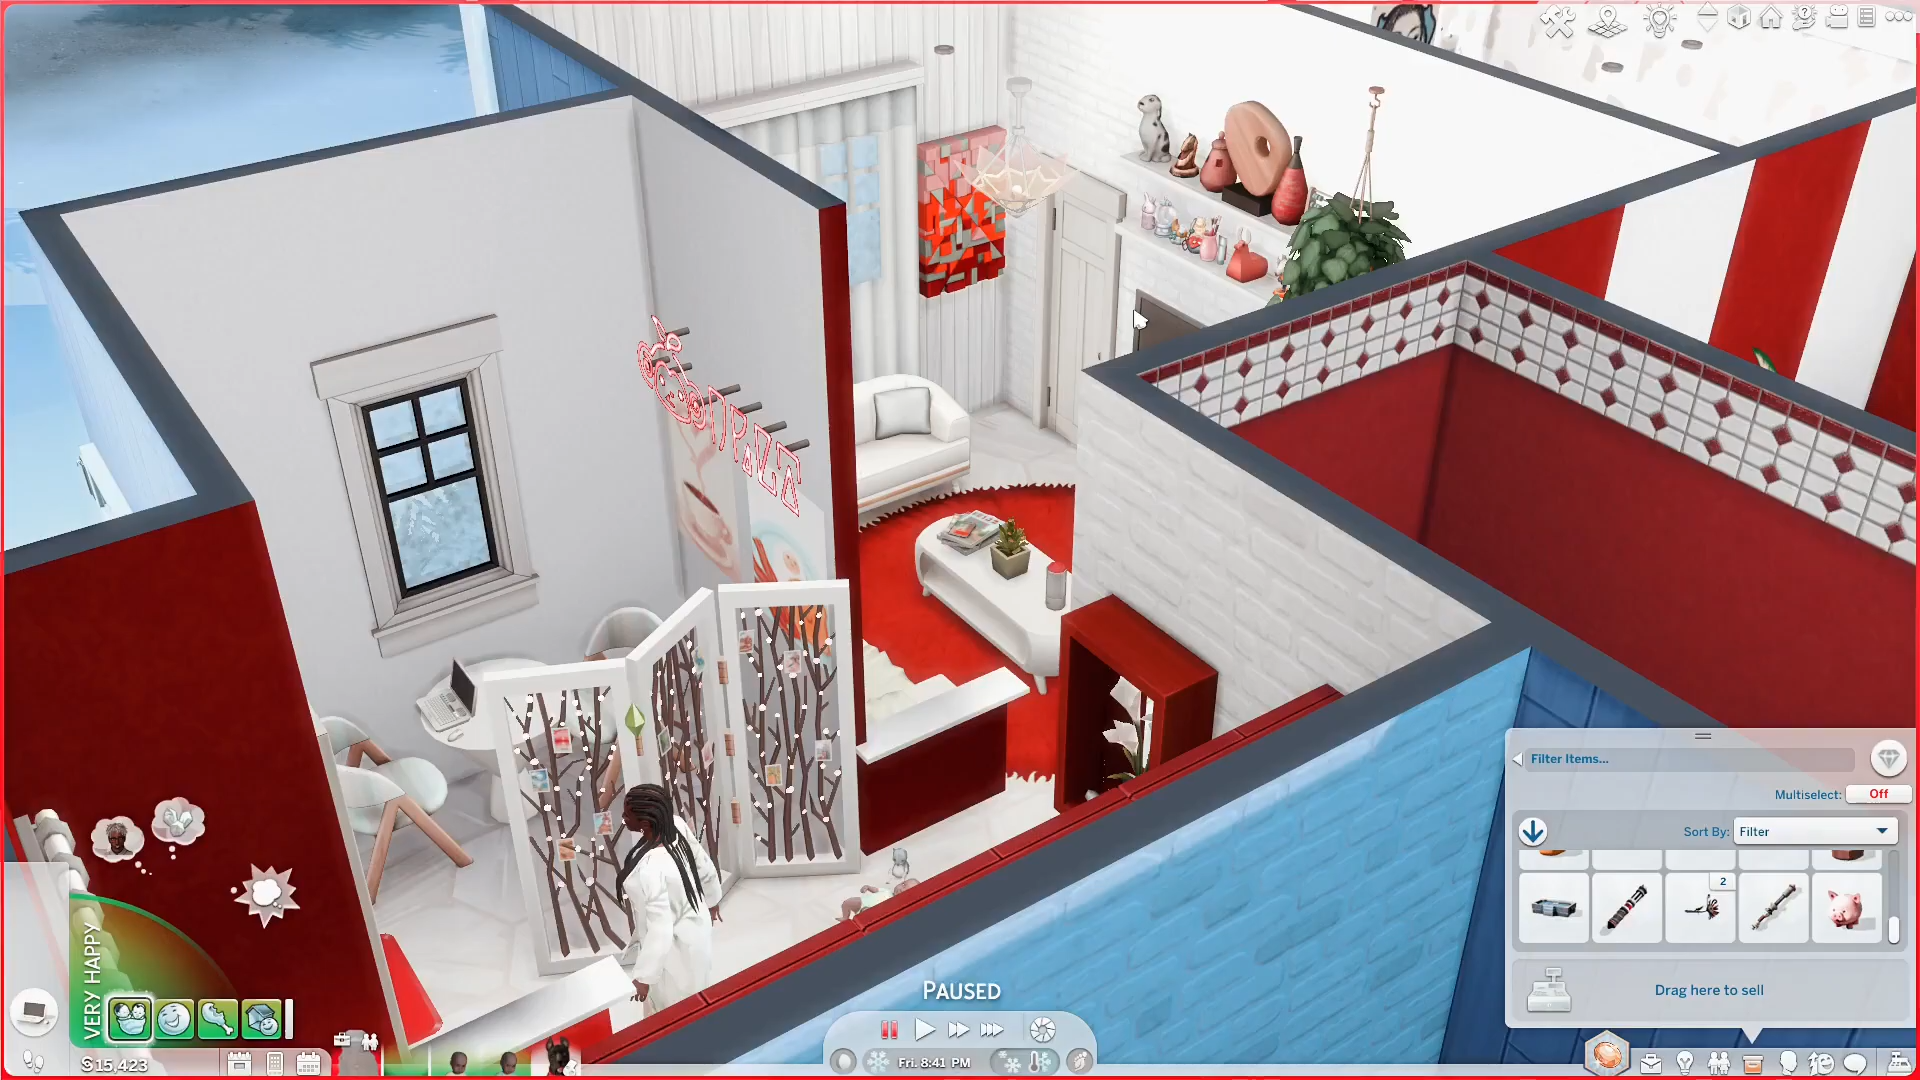 Filter Items...
Multiselect: Off
Sort By: Filter
2
Drag here to sell
VERY HAPPY
PAUSED
§15,423
Fri. 8:41 PM